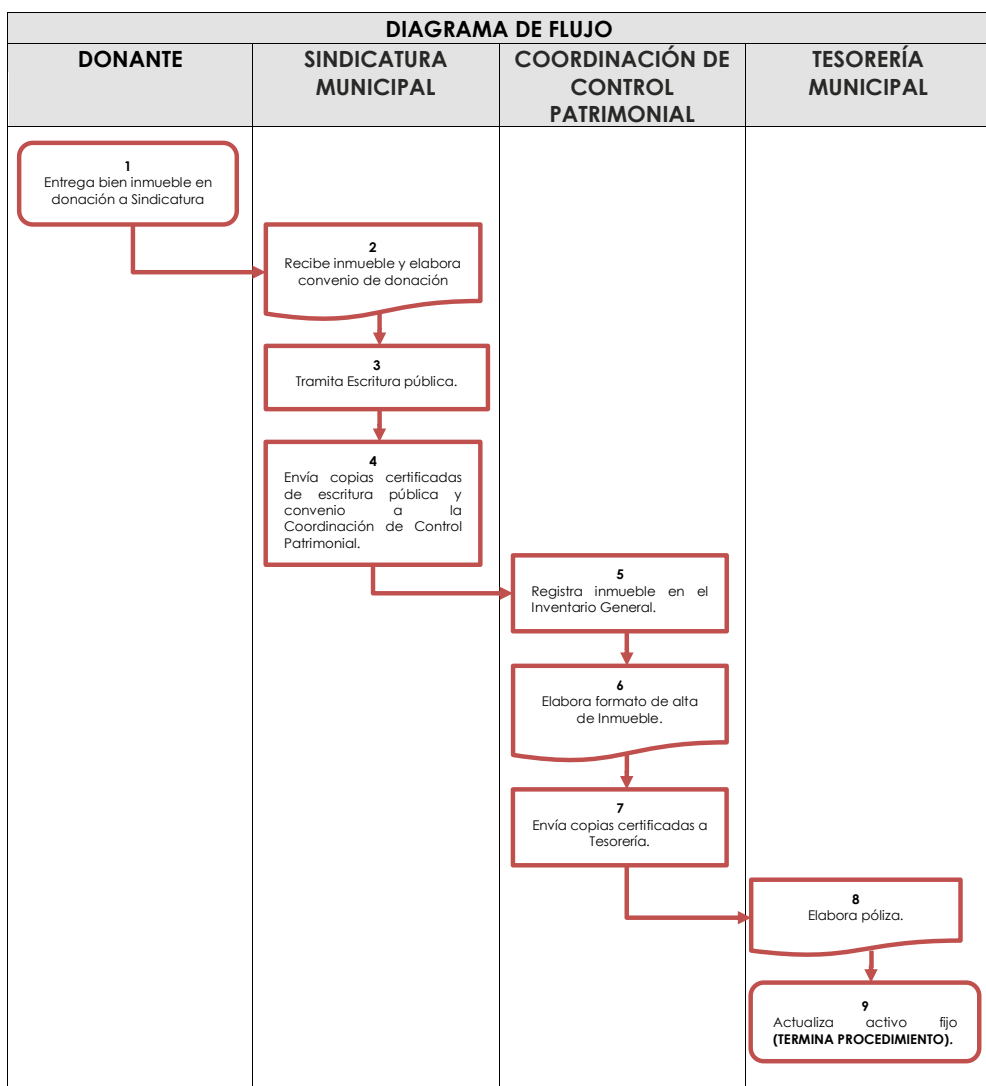 DIAGRAMA DE FLUJO
DONANTE
SINDICATURA
MUNICIPAL
COORDINACIÓN DE
CONTROL
PATRIMONIAL
TESORERÍA
MUNICIPAL
1
Entrega bien inmueble en
donación a Sindicatura
2
Recibe inmueble y elabora
convenio de donación
3
Tramita Escritura pública.
4
Envía copias certificadas
de escritura pública y
convenio a la
Coordinación de Control
Patrimonial.
5
Registra inmueble en el
Inventario General.
6
Elabora formato de alta
de Inmueble.
7
Envía copias certificadas a
Tesorería.
8
Elabora póliza.
9
Actualiza activo fijo
(TERMINA PROCEDIMIENTO).